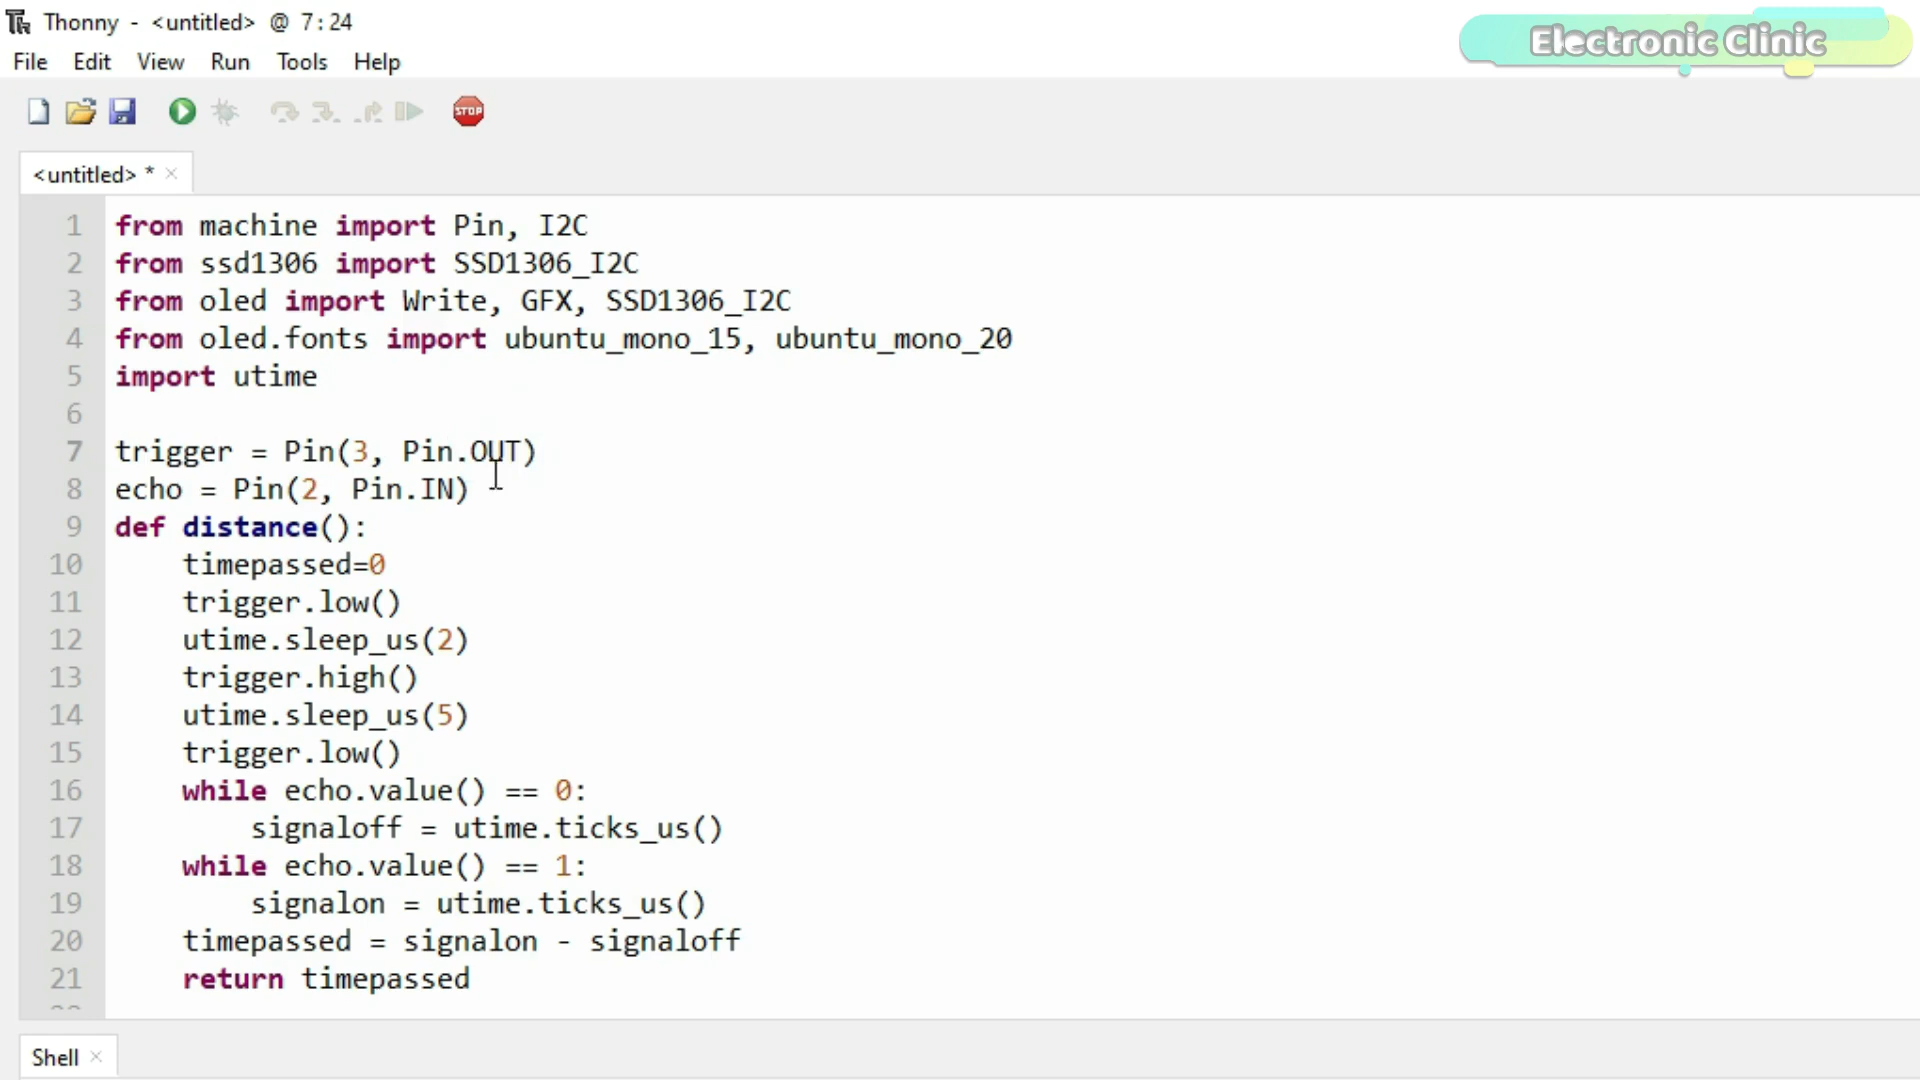 Thonny - <untitled> @ 7:24
Electronic Clinic
File Edit View Run Tools Help
STOP
<untitled> * ×
1 from machine import Pin, I2C
2 from ssd1306 import SSD1306_I2C
3 from oled import Write, GFX, SSD1306_I2C
4 from oled.fonts import ubuntu_mono_15, ubuntu_mono_20
5 import utime
6
7 trigger = Pin(3, Pin.OUT)
8 echo = Pin(2, Pin.IN)
9 def distance():
10     timepassed=0
11     trigger.low()
12     utime.sleep_us(2)
13     trigger.high()
14     utime.sleep_us(5)
15     trigger.low()
16     while echo.value() == 0:
17         signaloff = utime.ticks_us()
18     while echo.value() == 1:
19         signalon = utime.ticks_us()
20     timepassed = signalon - signaloff
21     return timepassed
Shell ×